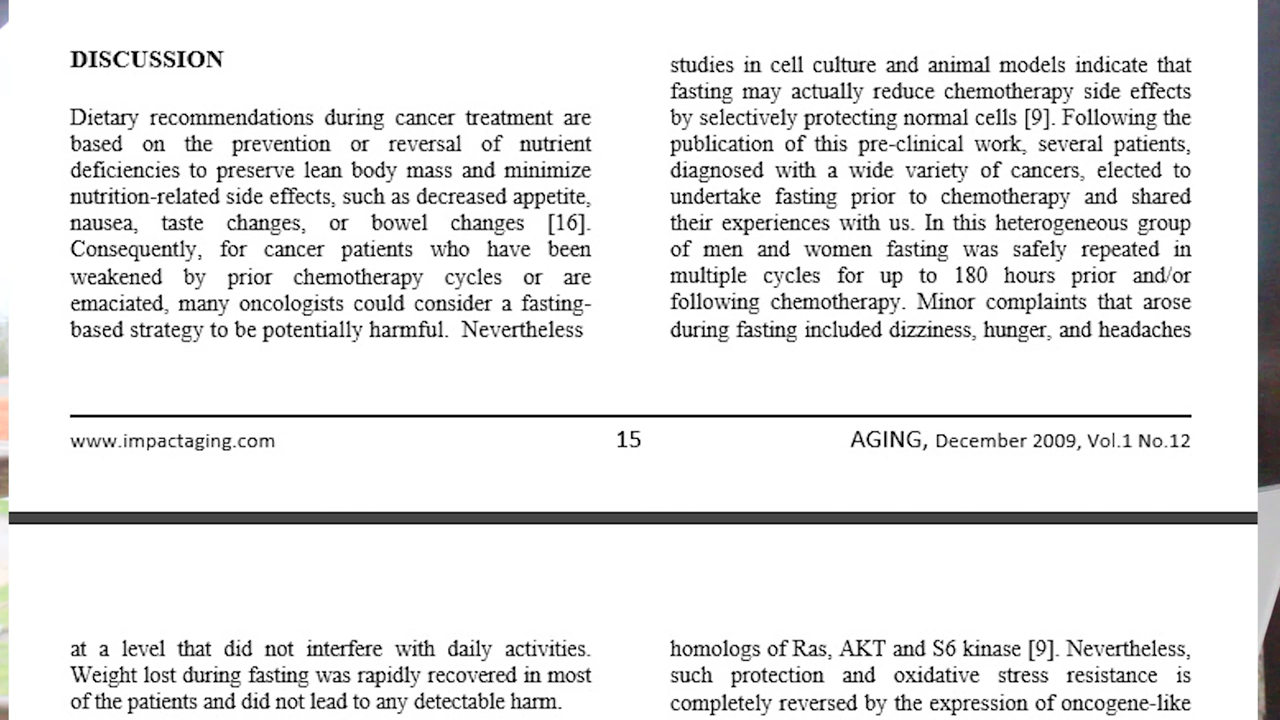 DISCUSSION
Dietary recommendations during cancer treatment are
based on the prevention or reversal of nutrient
deficiencies to preserve lean body mass and minimize
nutrition-related side effects, such as decreased appetite,
nausea, taste changes, or bowel changes [16].
Consequently, for cancer patients who have been
weakened by prior chemotherapy cycles or are
emaciated, many oncologists could consider a fasting-
based strategy to be potentially harmful. Nevertheless
studies in cell culture and animal models indicate that
fasting may actually reduce chemotherapy side effects
by selectively protecting normal cells [9]. Following the
publication of this pre-clinical work, several patients,
diagnosed with a wide variety of cancers, elected to
undertake fasting prior to chemotherapy and shared
their experiences with us. In this heterogeneous group
of men and women fasting was safely repeated in
multiple cycles for up to 180 hours prior and/or
following chemotherapy. Minor complaints that arose
during fasting included dizziness, hunger, and headaches
www.impactaging.com
15
AGING, December 2009, Vol.1 No.12
at a level that did not interfere with daily activities.
Weight lost during fasting was rapidly recovered in most
of the patients and did not lead to any detectable harm.
homologs of Ras, AKT and S6 kinase [9]. Nevertheless,
such protection and oxidative stress resistance is
completely reversed by the expression of oncogene-like